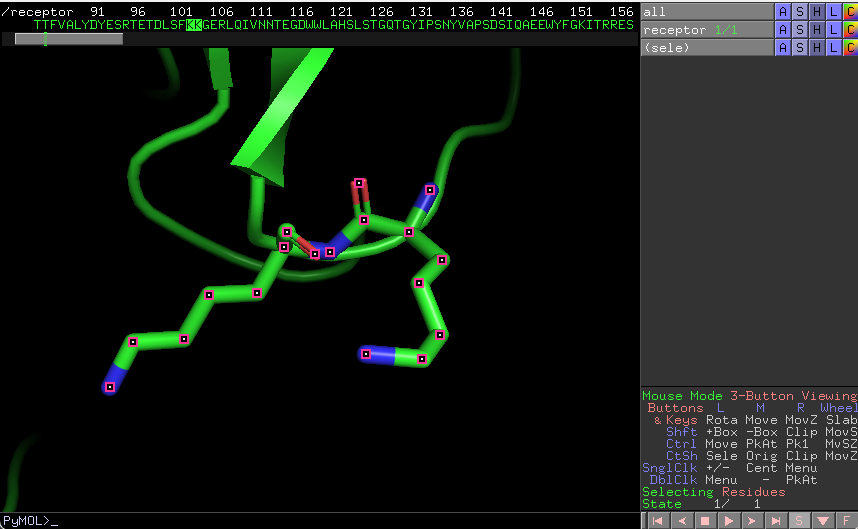 /receptor 91 96 101 106 111 116 121 126 131 136 141 146 151 156
TTFVALYDYESRTETDLSFKKGERLQIVNNTEGDWWLAHSLSTGQTGYIPSNYVAPSDSIQAEEWYFGKITRRES
all A S H L C
receptor 1/1 A S H L C
(sele) A S H L C
Mouse Mode 3-Button Viewing
Buttons L M R Wheel
& Keys Rota Move MovZ Slab
Shft +Box -Box Clip MovS
Ctrl Move PkAt Pk1 MvSZ
CtSh Sele Orig Clip MovZ
SnglClk +/- Cent Menu
DblClk Menu - PkAt
Selecting Residues
State 1/ 1
PyMOL>_
S F